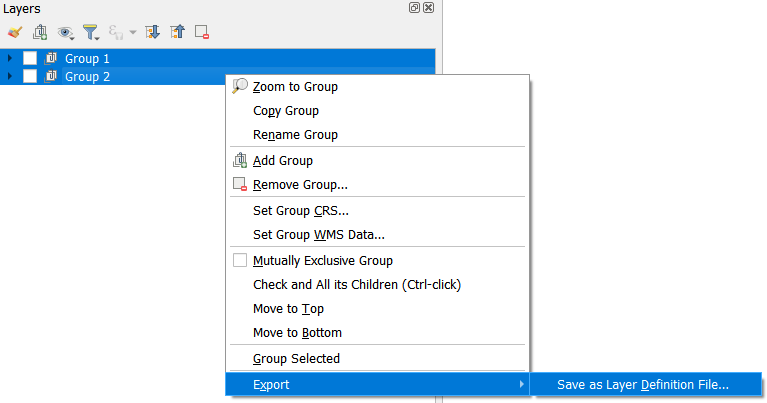 Layers
Group 1
Group 2
Zoom to Group
Copy Group
Rename Group
Add Group
Remove Group...
Set Group CRS...
Set Group WMS Data...
Mutually Exclusive Group
Check and All its Children (Ctrl-click)
Move to Top
Move to Bottom
Group Selected
Export
Save as Layer Definition File...